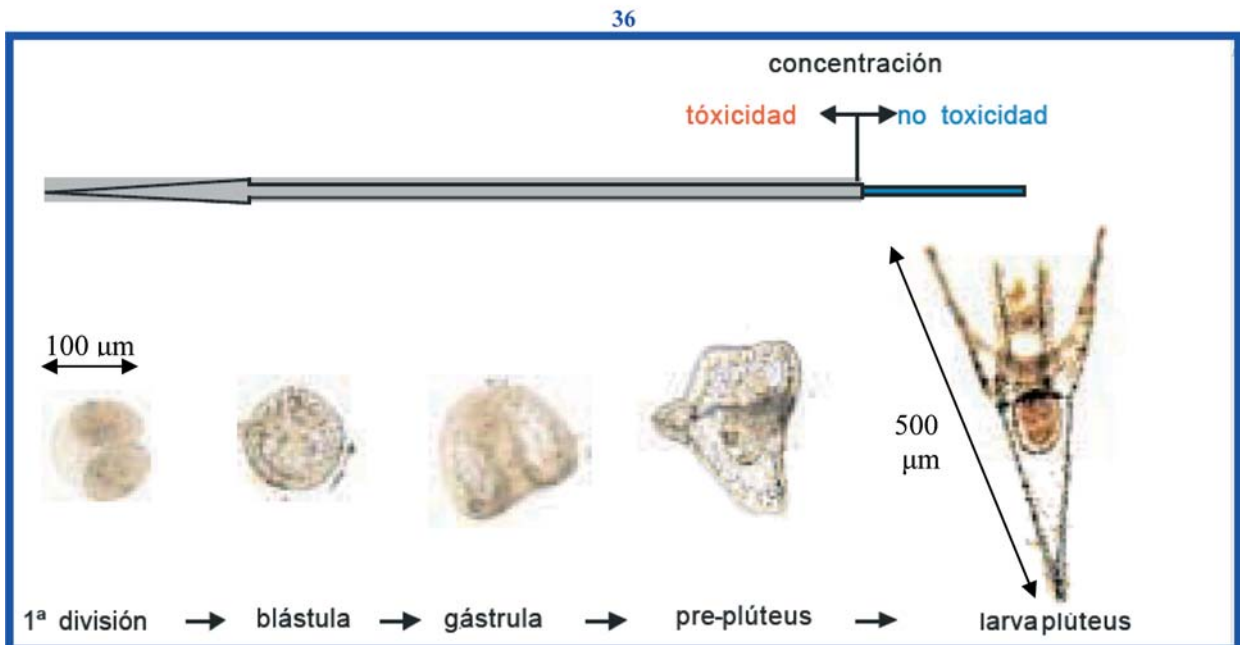 36
concentración
tóxicidad
no toxicidad
100 μm
500
μm
1ª división
blástula
gástrula
pre-plúteus
larva plúteus